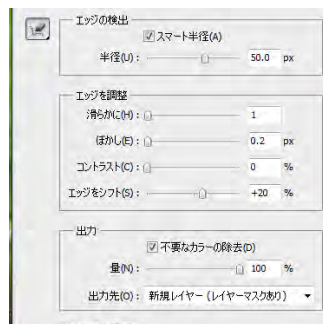 エッジの検出
スマート半径(A)
半径(U): 50.0 px
エッジを調整
滑らかに(H): 1
ぼかし(E): 0.2 px
コントラスト(C): 0 %
エッジをシフト(S): +20 %
出力
不要なカラーの除去(D)
量(N): 100 %
出力先(O): 新規レイヤー (レイヤーマスクあり)